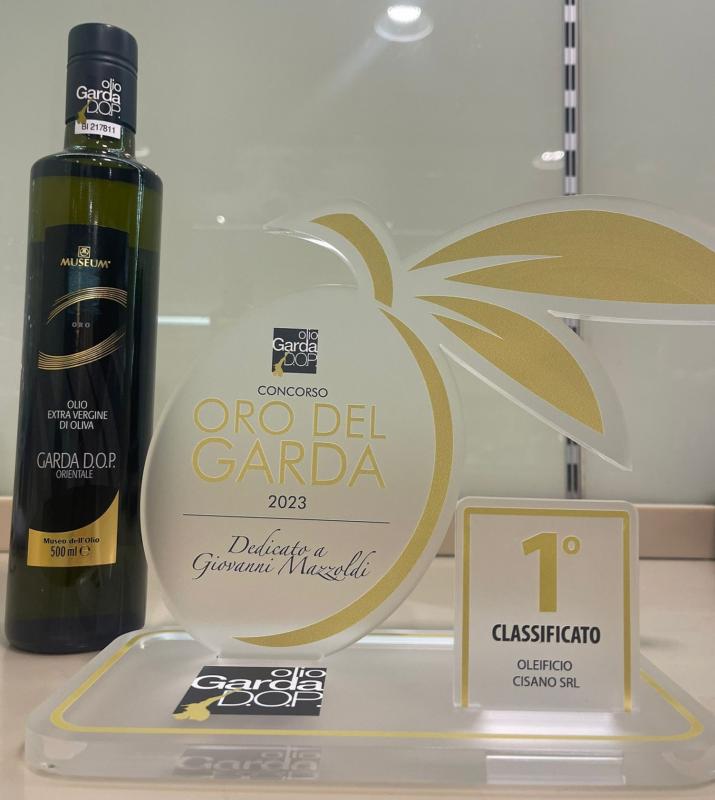 olio
Garda
D.O.P.
BI 217811
MUSEUM
ORO
OLIO
EXTRA VERGINE
DI OLIVA
GARDA D.O.P.
ORIENTALE
Museo dell'Olio
500 ml e
olio
Garda
D.O.P.
CONCORSO
ORO DEL
GARDA
2023
Dedicato a
Giovanni Mazzoldi
1°
CLASSIFICATO
OLEIFICIO
CISANO SRL
olio
Garda
D.O.P.